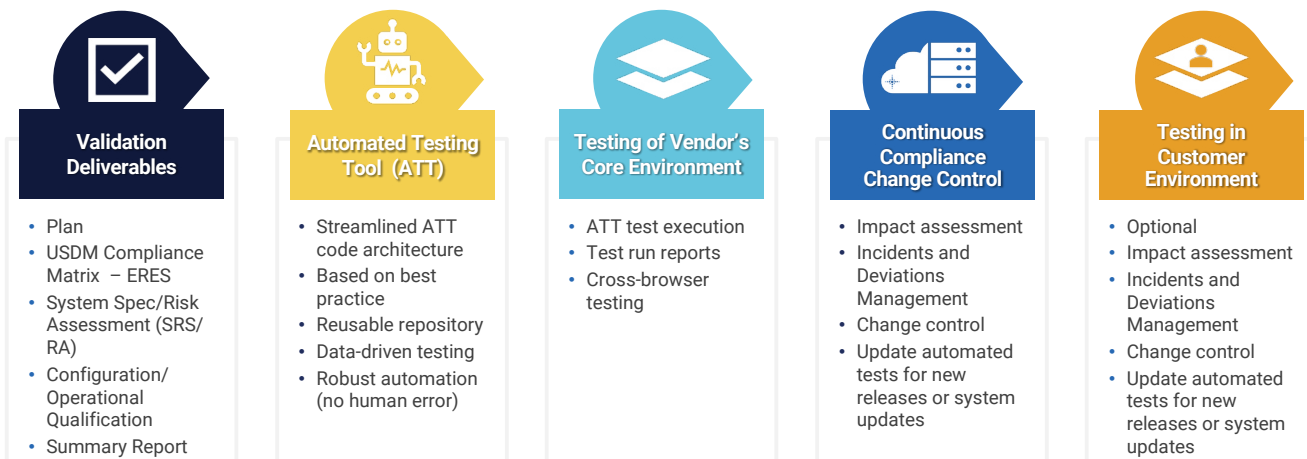 Validation
Deliverables
• Plan
• USDM Compliance
Matrix – ERES
• System Spec/Risk
Assessment (SRS/
RA)
• Configuration/
Operational
Qualification
• Summary Report
Automated Testing
Tool (ATT)
• Streamlined ATT
code architecture
• Based on best
practice
• Reusable repository
• Data-driven testing
• Robust automation
(no human error)
Testing of Vendor's
Core Environment
• ATT test execution
• Test run reports
• Cross-browser
testing
Continuous
Compliance
Change Control
• Impact assessment
• Incidents and
Deviations
Management
• Change control
• Update automated
tests for new
releases or system
updates
Testing in
Customer
Environment
• Optional
• Impact assessment
• Incidents and
Deviations
Management
• Change control
• Update automated
tests for new
releases or system
updates